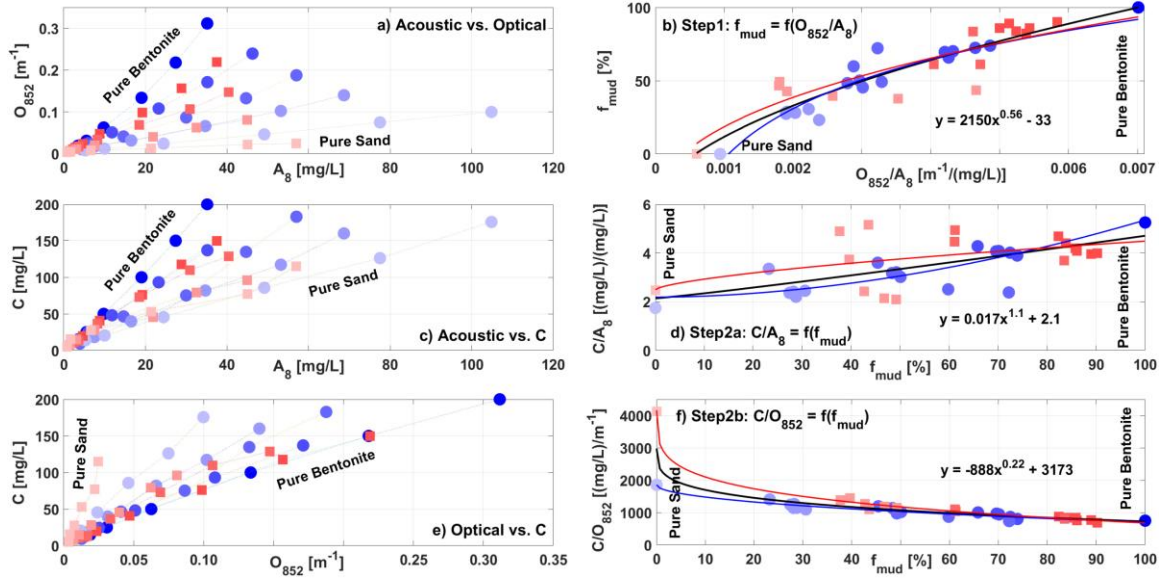 a) Acoustic vs. Optical
Pure Bentonite
Pure Sand
O852 [m-1]
0.3
0.2
0.1
0
0 20 40 60 80 100 120
A8 [mg/L]
b) Step1: fmud = f(O852/A8)
Pure Bentonite
Pure Sand
y = 2150x0.56 - 33
fmud [%]
100
50
0
0 0.001 0.002 0.006 0.007
O852/A8 [m-1/(mg/L)]
Pure Bentonite
Pure Sand
c) Acoustic vs. C
C [mg/L]
200
150
100
50
0
0 20 40 60 80 100 120
A8 [mg/L]
Pure Sand
Pure Bentonite
y = 0.017x1.1 + 2.1
d) Step2a: C/A8 = f(fmud)
C/A8 [(mg/L)/(mg/L)]
6
4
2
0
0 10 20 30 40 50 60 70 80 90 100
fmud [%]
Pure Sand
Pure Bentonite
e) Optical vs. C
C [mg/L]
200
150
100
50
0
0 0.05 0.10 0.15 0.20 0.25 0.30 0.35
O852 [m-1]
f) Step2b: C/O852 = f(fmud)
Pure Sand
Pure Bentonite
y = -888x0.22 + 3173
C/O852 [(mg/L)/m-1]
4000
3000
2000
1000
0
0 10 20 30 40 50 60 70 80 90 100
fmud [%]